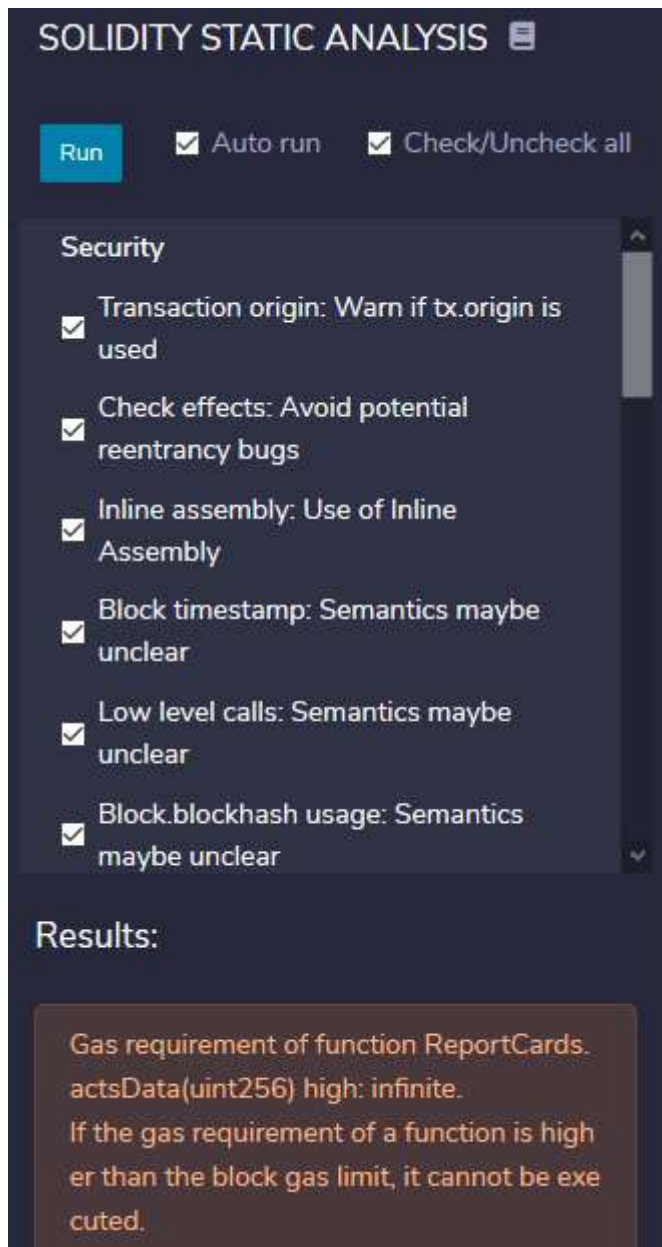 SOLIDITY STATIC ANALYSIS
Run
Auto run
Check/Uncheck all
Security
Transaction origin: Warn if tx.origin is
used
Check effects: Avoid potential
reentrancy bugs
Inline assembly: Use of Inline
Assembly
Block timestamp: Semantics maybe
unclear
Low level calls: Semantics maybe
unclear
Block.blockhash usage: Semantics
maybe unclear
Results:
Gas requirement of function ReportCards.
actsData(uint256) high: infinite.
If the gas requirement of a function is high
er than the block gas limit, it cannot be exe
cuted.